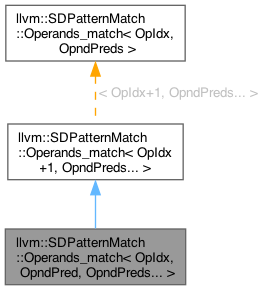 llvm::SDPatternMatch
::Operands_match< OpIdx,
OpndPreds >
< OpIdx+1, OpndPreds... >
llvm::SDPatternMatch
::Operands_match< OpIdx
+1, OpndPreds... >
llvm::SDPatternMatch
::Operands_match< OpIdx,
OpndPred, OpndPreds... >